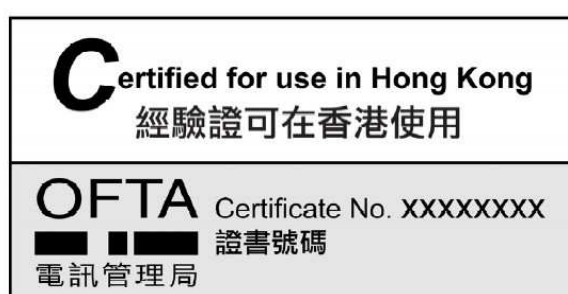 Certified for use in Hong Kong
經驗證可在香港使用
OFTA Certificate No. XXXXXXXX
證書號碼
電訊管理局